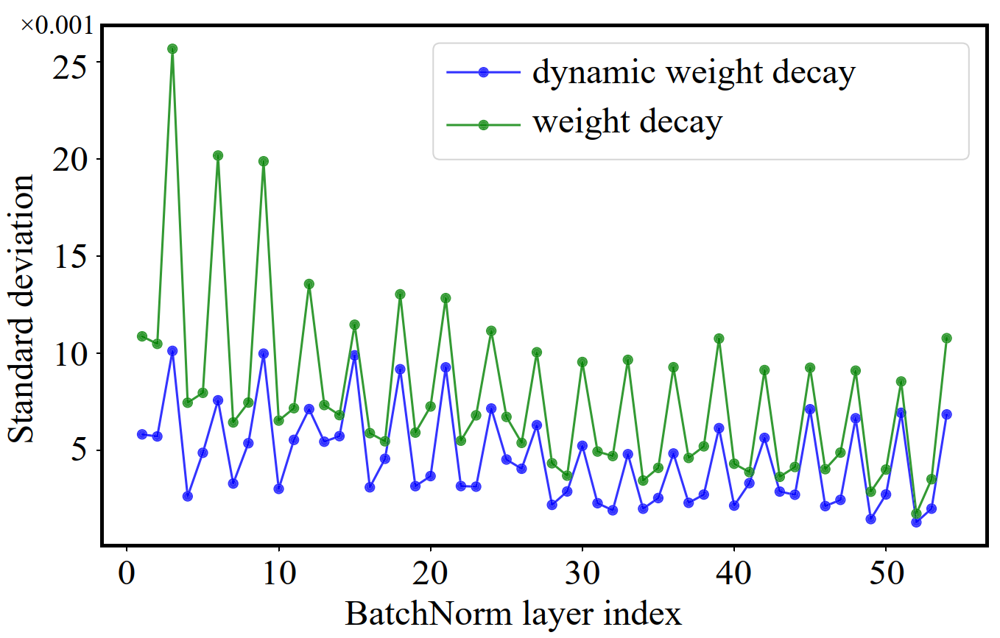 ×0.001
dynamic weight decay
weight decay
25
20
15
10
5
Standard deviation
0 10 20 30 40 50
BatchNorm layer index